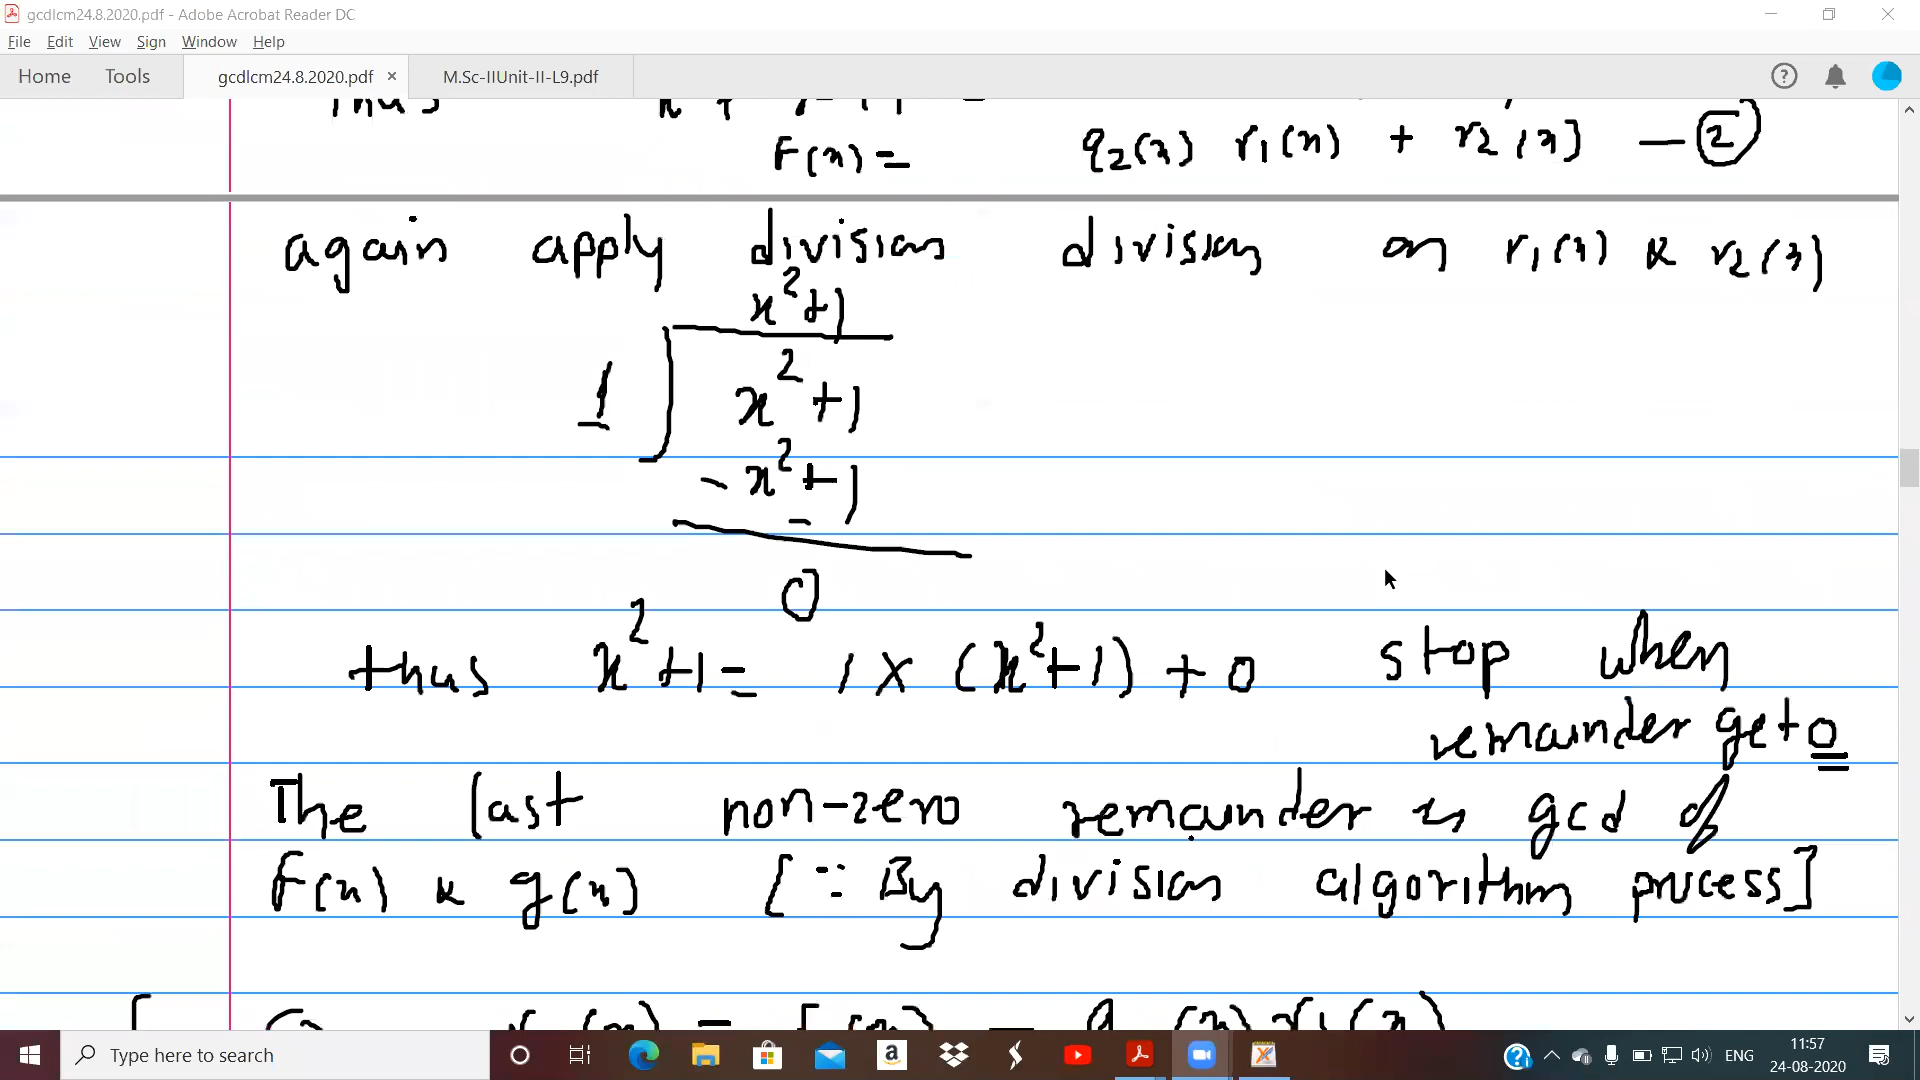 gcdlcm24.8.2020.pdf - Adobe Acrobat Reader DC
File Edit View Sign Window Help
Home Tools gcdlcm24.8.2020.pdf × M.Sc-IIUnit-II-L9.pdf
Thus
F(x) = q2(x) r1(x) + r2(x) — ②
again apply division division on r1(x) & r2(x)
x²+1
1 x²+1
- x²+1
-
0
thus x²+1 = 1 × (x²+1) + 0 stop when
remainder get 0
The last non-zero remainder is gcd of
F(x) & g(x) [∵ By division algorithm process]
Type here to search
ENG
11:57
24-08-2020